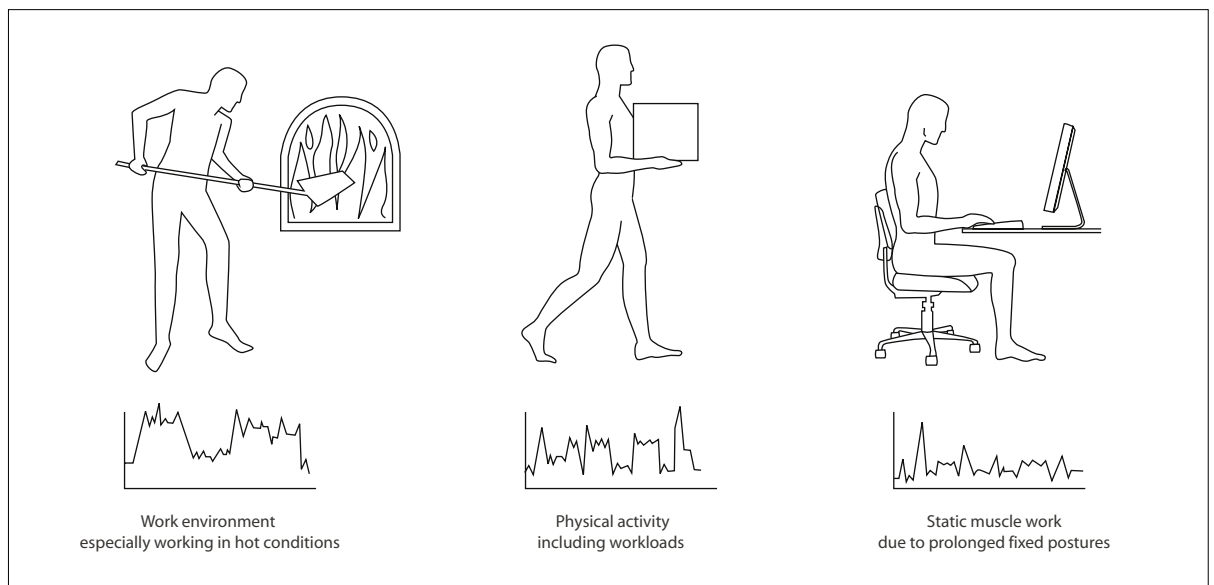 Work environment
especially working in hot conditions
Physical activity
including workloads
Static muscle work
due to prolonged fixed postures